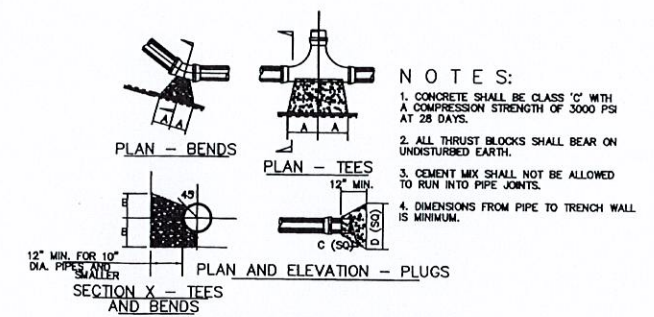 A A
PLAN - BENDS
A A
PLAN - TEES
NOTES:
1. CONCRETE SHALL BE CLASS 'C' WITH
A COMPRESSION STRENGTH OF 3000 PSI
AT 28 DAYS.
2. ALL THRUST BLOCKS SHALL BEAR ON
UNDISTURBED EARTH.
3. CEMENT MIX SHALL NOT BE ALLOWED
TO RUN INTO PIPE JOINTS.
4. DIMENSIONS FROM PIPE TO TRENCH WALL
IS MINIMUM.
45
B
B
12" MIN. FOR 10"
DIA. PIPES AND
SMALLER
SECTION X - TEES
AND BENDS
12" MIN.
C (SQ)
D (SQ)
PLAN AND ELEVATION - PLUGS